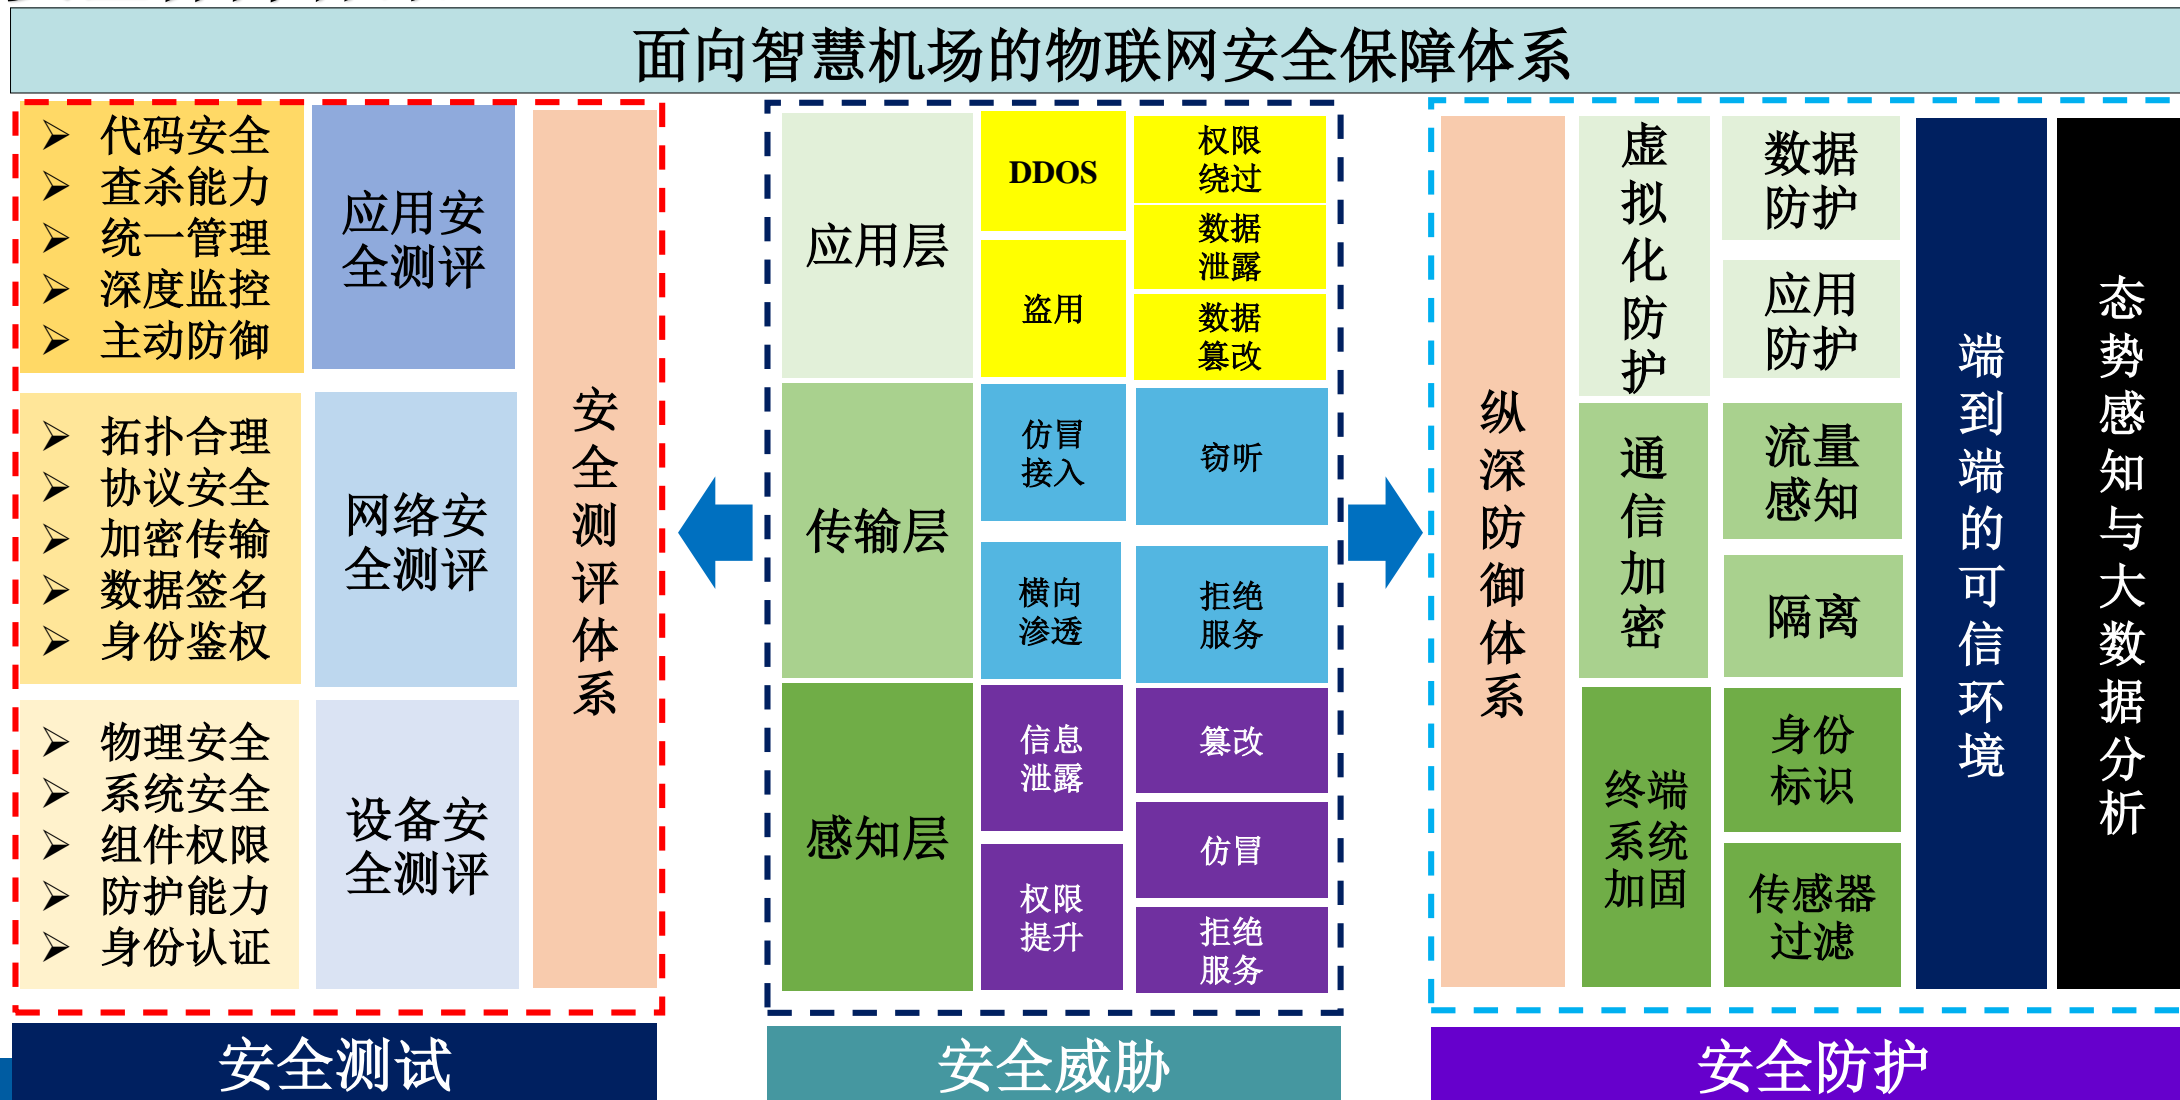 面向智慧机场的物联网安全保障体系
代码安全
查杀能力
统一管理
深度监控
主动防御
应用安
全测评
拓扑合理
协议安全
加密传输
数据签名
身份鉴权
网络安
全测评
物理安全
系统安全
组件权限
防护能力
身份认证
设备安
全测评
安全测评体系
安全测试
应用层
DDOS
盗用
权限
绕过
数据
泄露
数据
篡改
传输层
仿冒
接入
窃听
横向
渗透
拒绝
服务
感知层
信息
泄露
权限
提升
篡改
仿冒
拒绝
服务
安全威胁
纵深防御体系
虚拟化防护
数据
防护
应用
防护
通信加密
流量
感知
隔离
终端
系统
加固
身份
标识
传感器
过滤
端到端的可信环境
态势感知与大数据分析
安全防护